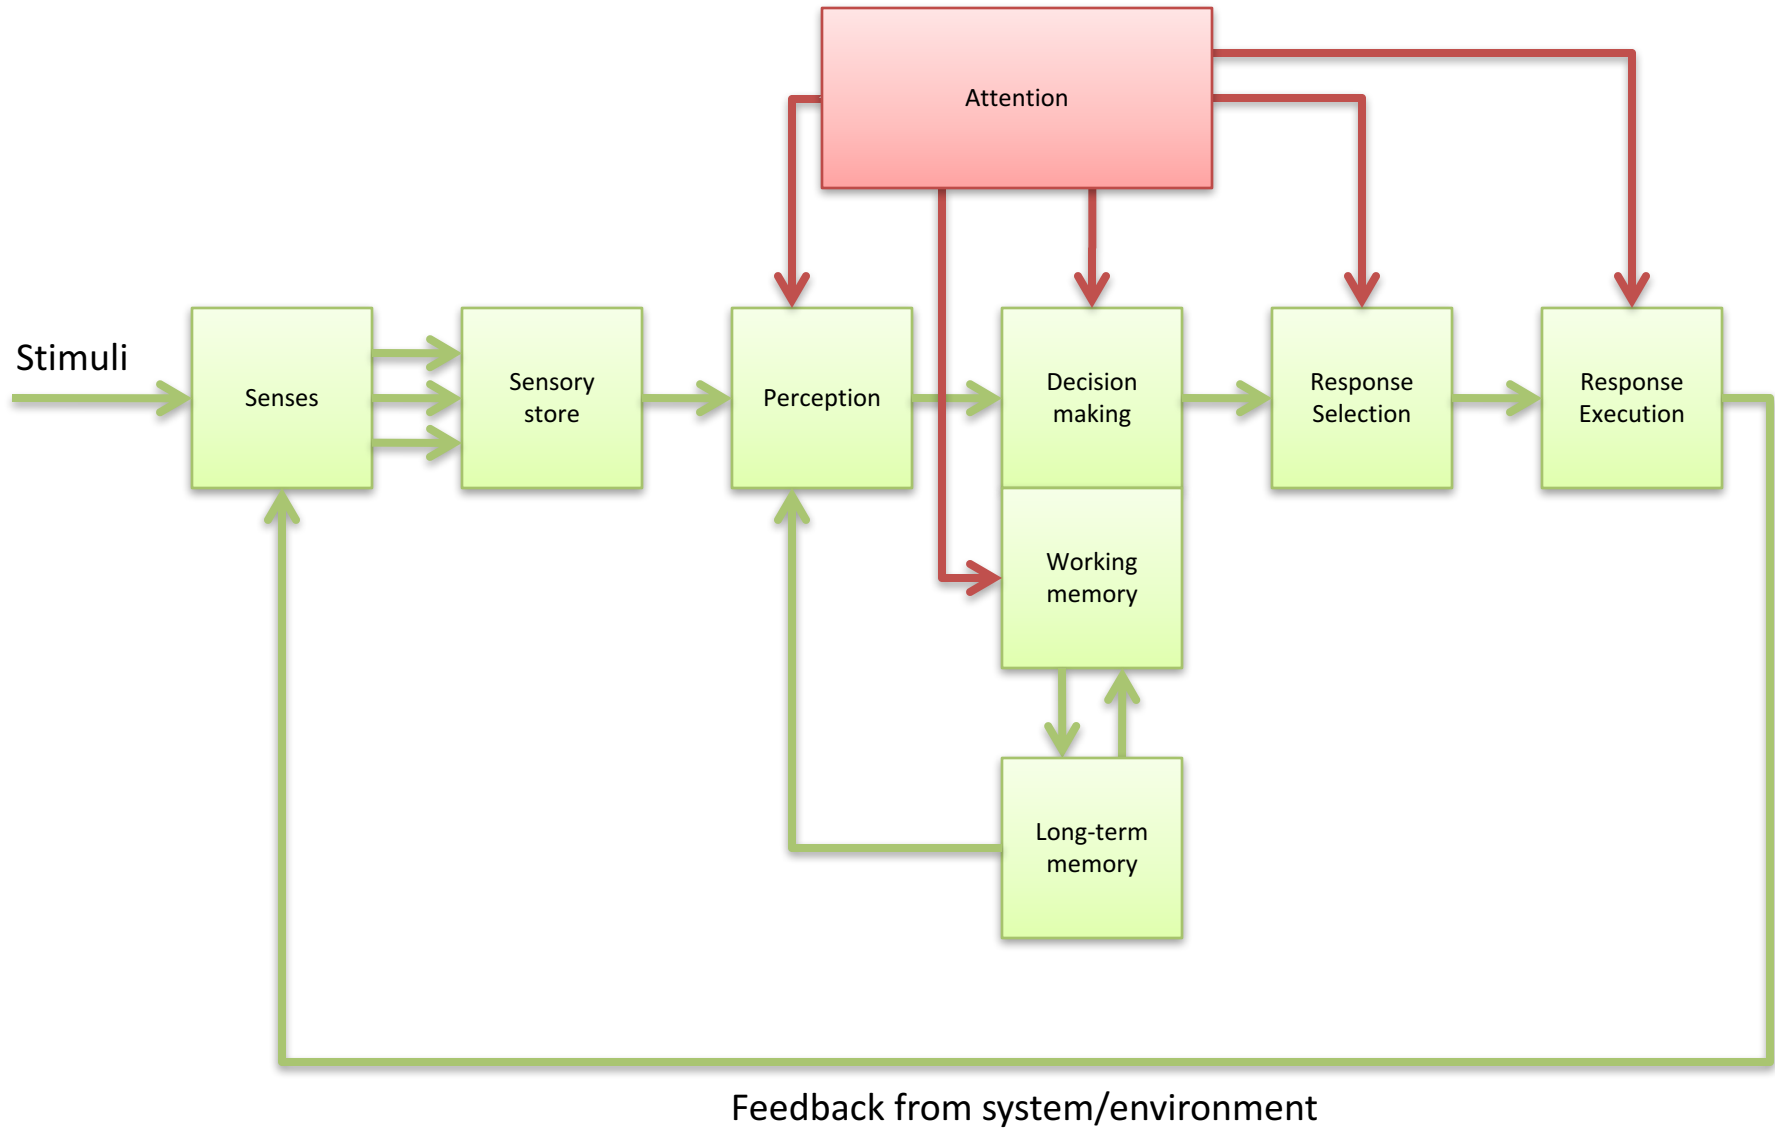 Attention
Stimuli
Senses
Sensory
store
Perception
Decision
making
Response
Selection
Response
Execution
Working
memory
Long-term
memory
Feedback from system/environment